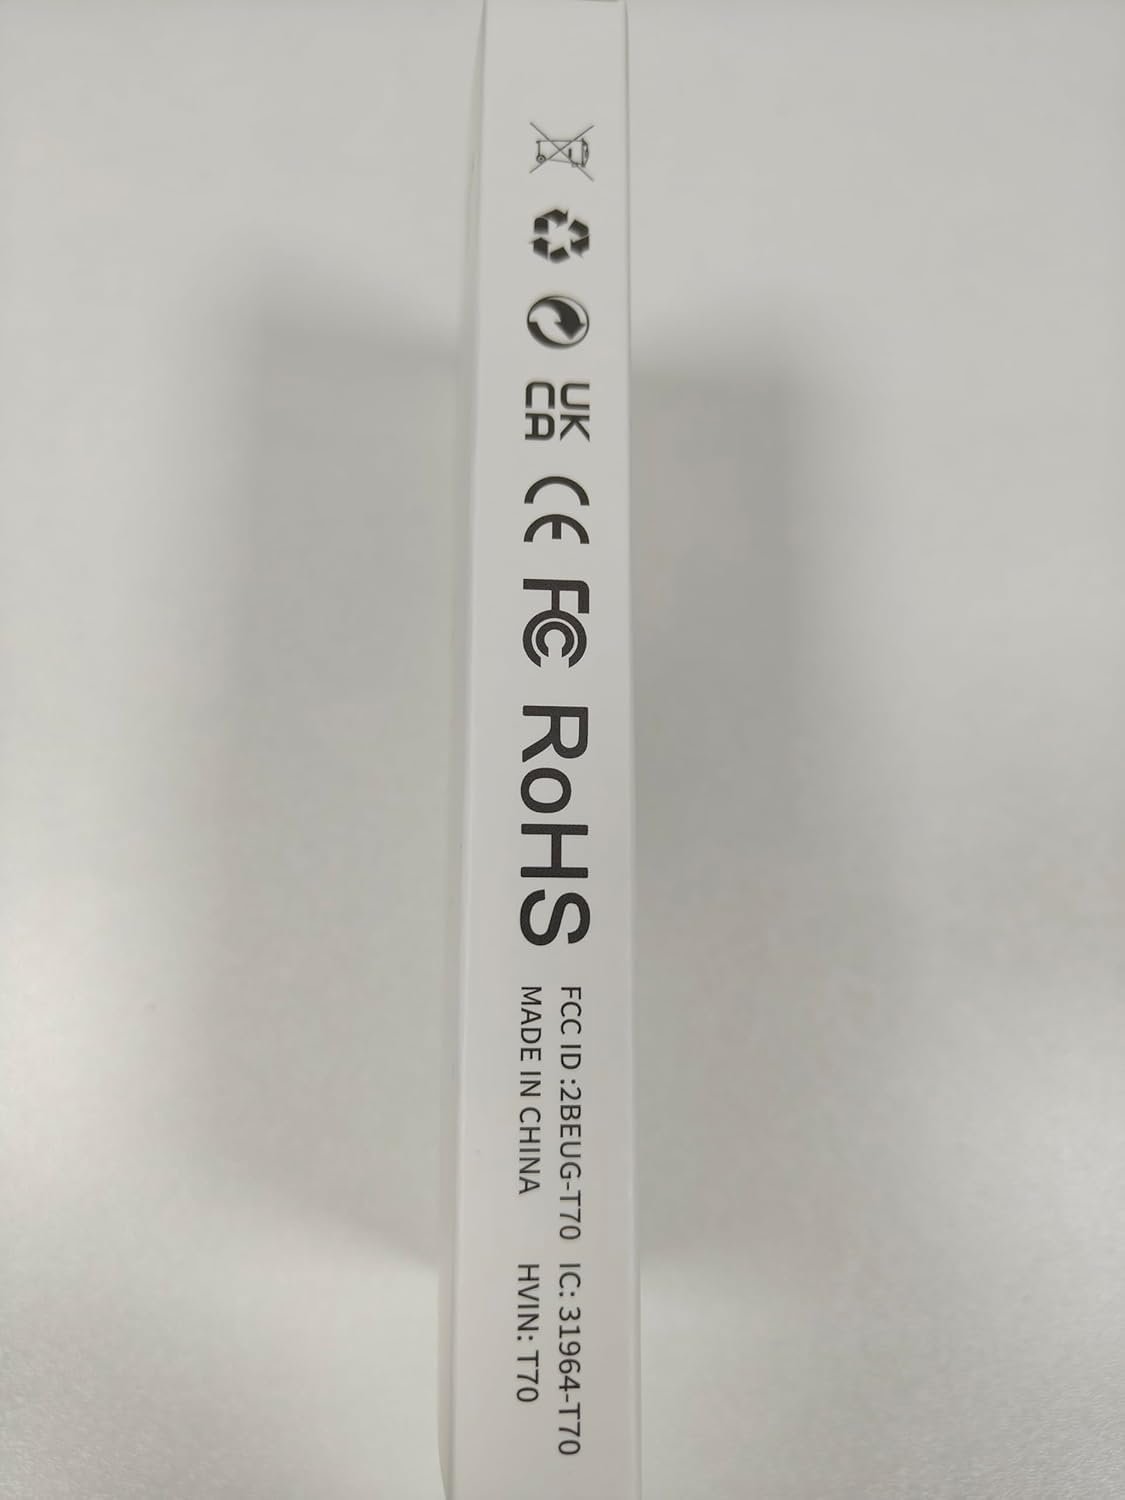 UK
CA
CE
FC
RoHS
FCC ID :2BEUG-T70 IC: 31964-T70
MADE IN CHINA HVIN: T70